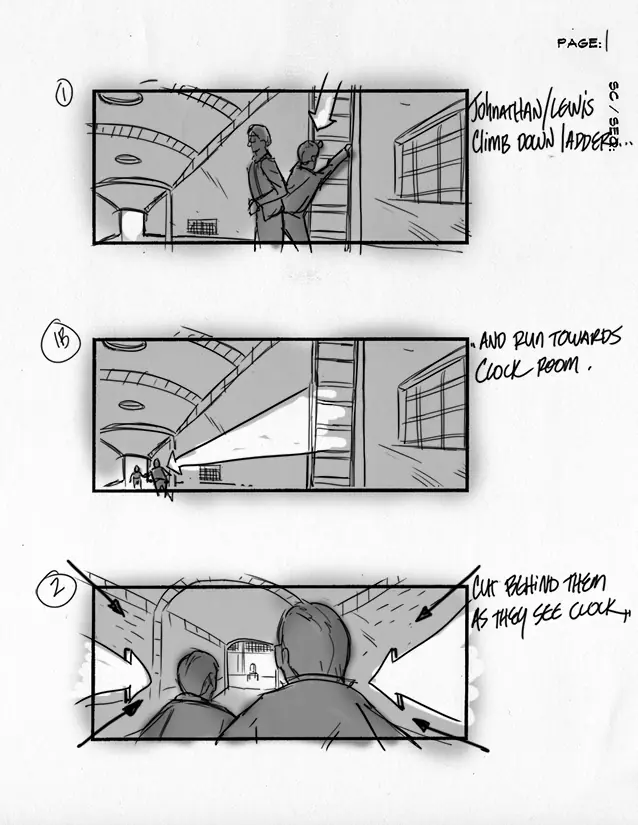 PAGE: 1
SC / SEQ:
1
JOHNATHAN/LEWIS
CLIMB DOWN LADDERS...
1B
..AND RUN TOWARDS
CLOCK ROOM.
2
CUT BEHIND THEM
AS THEY SEE CLOCK,,